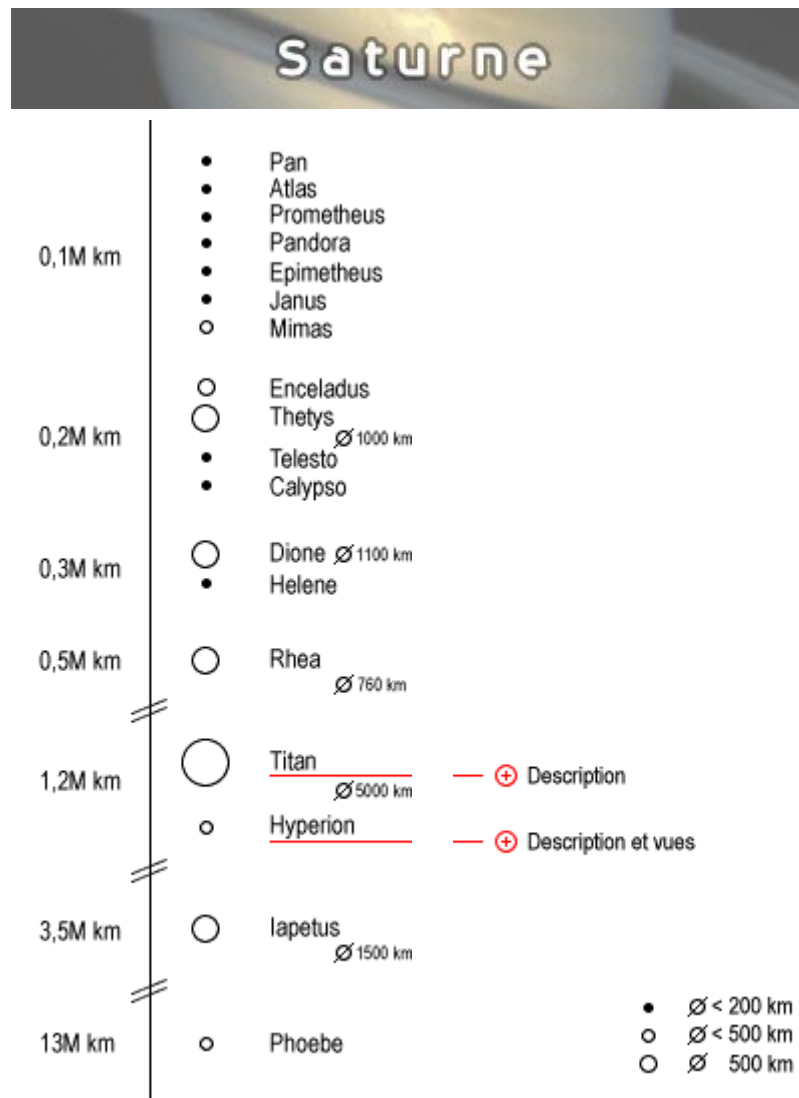 Saturne
Pan
Atlas
Prometheus
Pandora
0,1M km
Epimetheus
Janus
Mimas
Enceladus
Thetys
Ø 1000 km
0,2M km
Telesto
Calypso
Dione Ø 1100 km
0,3M km
Helene
0,5M km
Rhea
Ø 760 km
Titan
1,2M km
Ø 5000 km
Description
Hyperion
Description et vues
3,5M km
Iapetus
Ø 1500 km
13M km
Phoebe
Ø < 200 km
Ø < 500 km
Ø 500 km